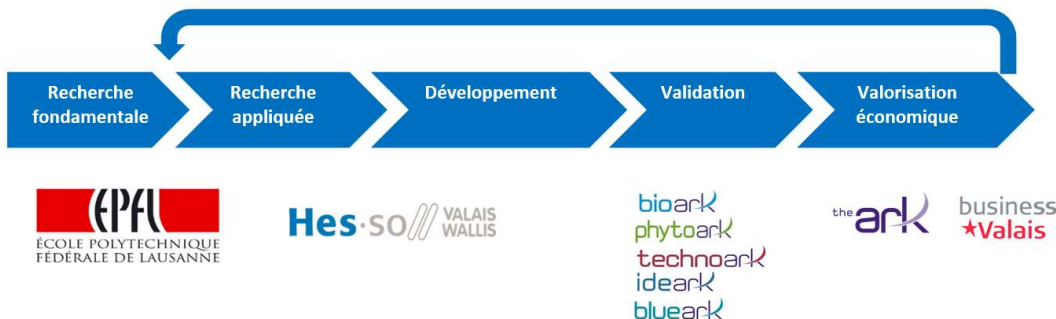 Recherche
fondamentale
Recherche
appliquée
Développement
Validation
Valorisation
économique
EPFL
ÉCOLE POLYTECHNIQUE
FÉDÉRALE DE LAUSANNE
Hes·so VALAIS
WALLIS
bioark
phytoark
technoark
ideark
blueark
the ark
business
Valais